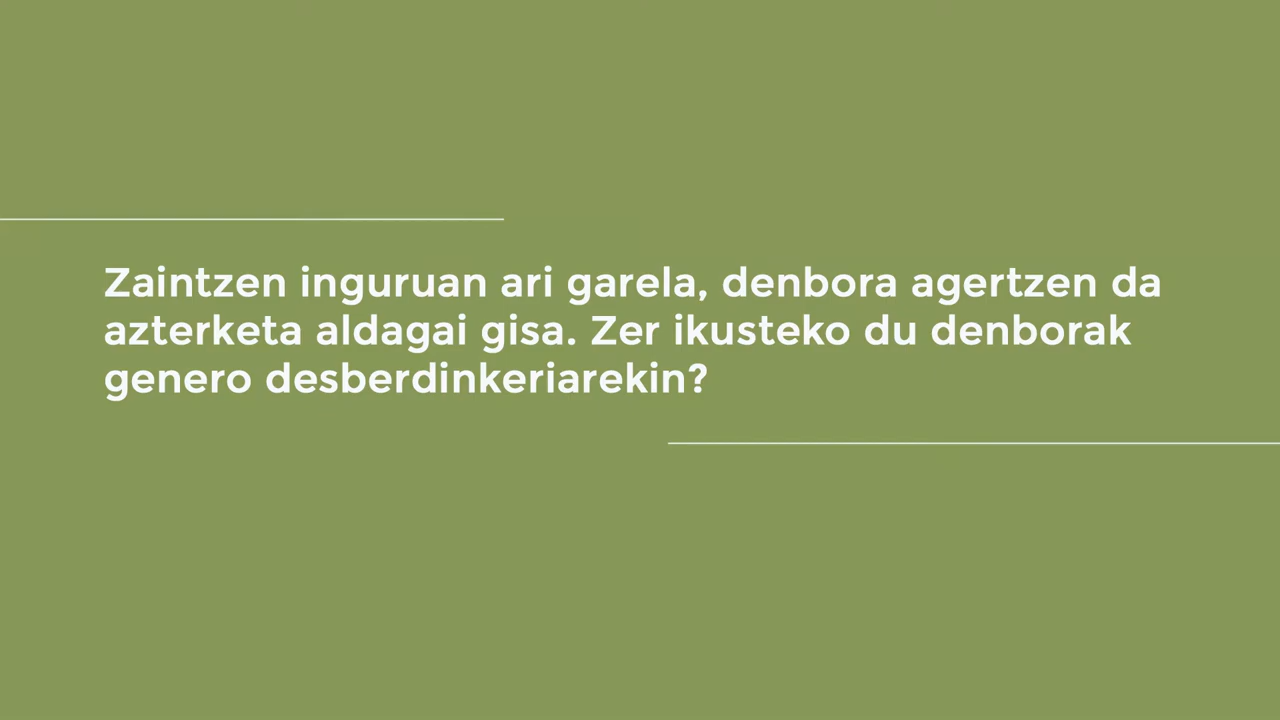 Zaintzen inguruan ari garela, denbora agertzen da
azterketa aldagai gisa. Zer ikusteko du denborak
genero desberdinkeriarekin?